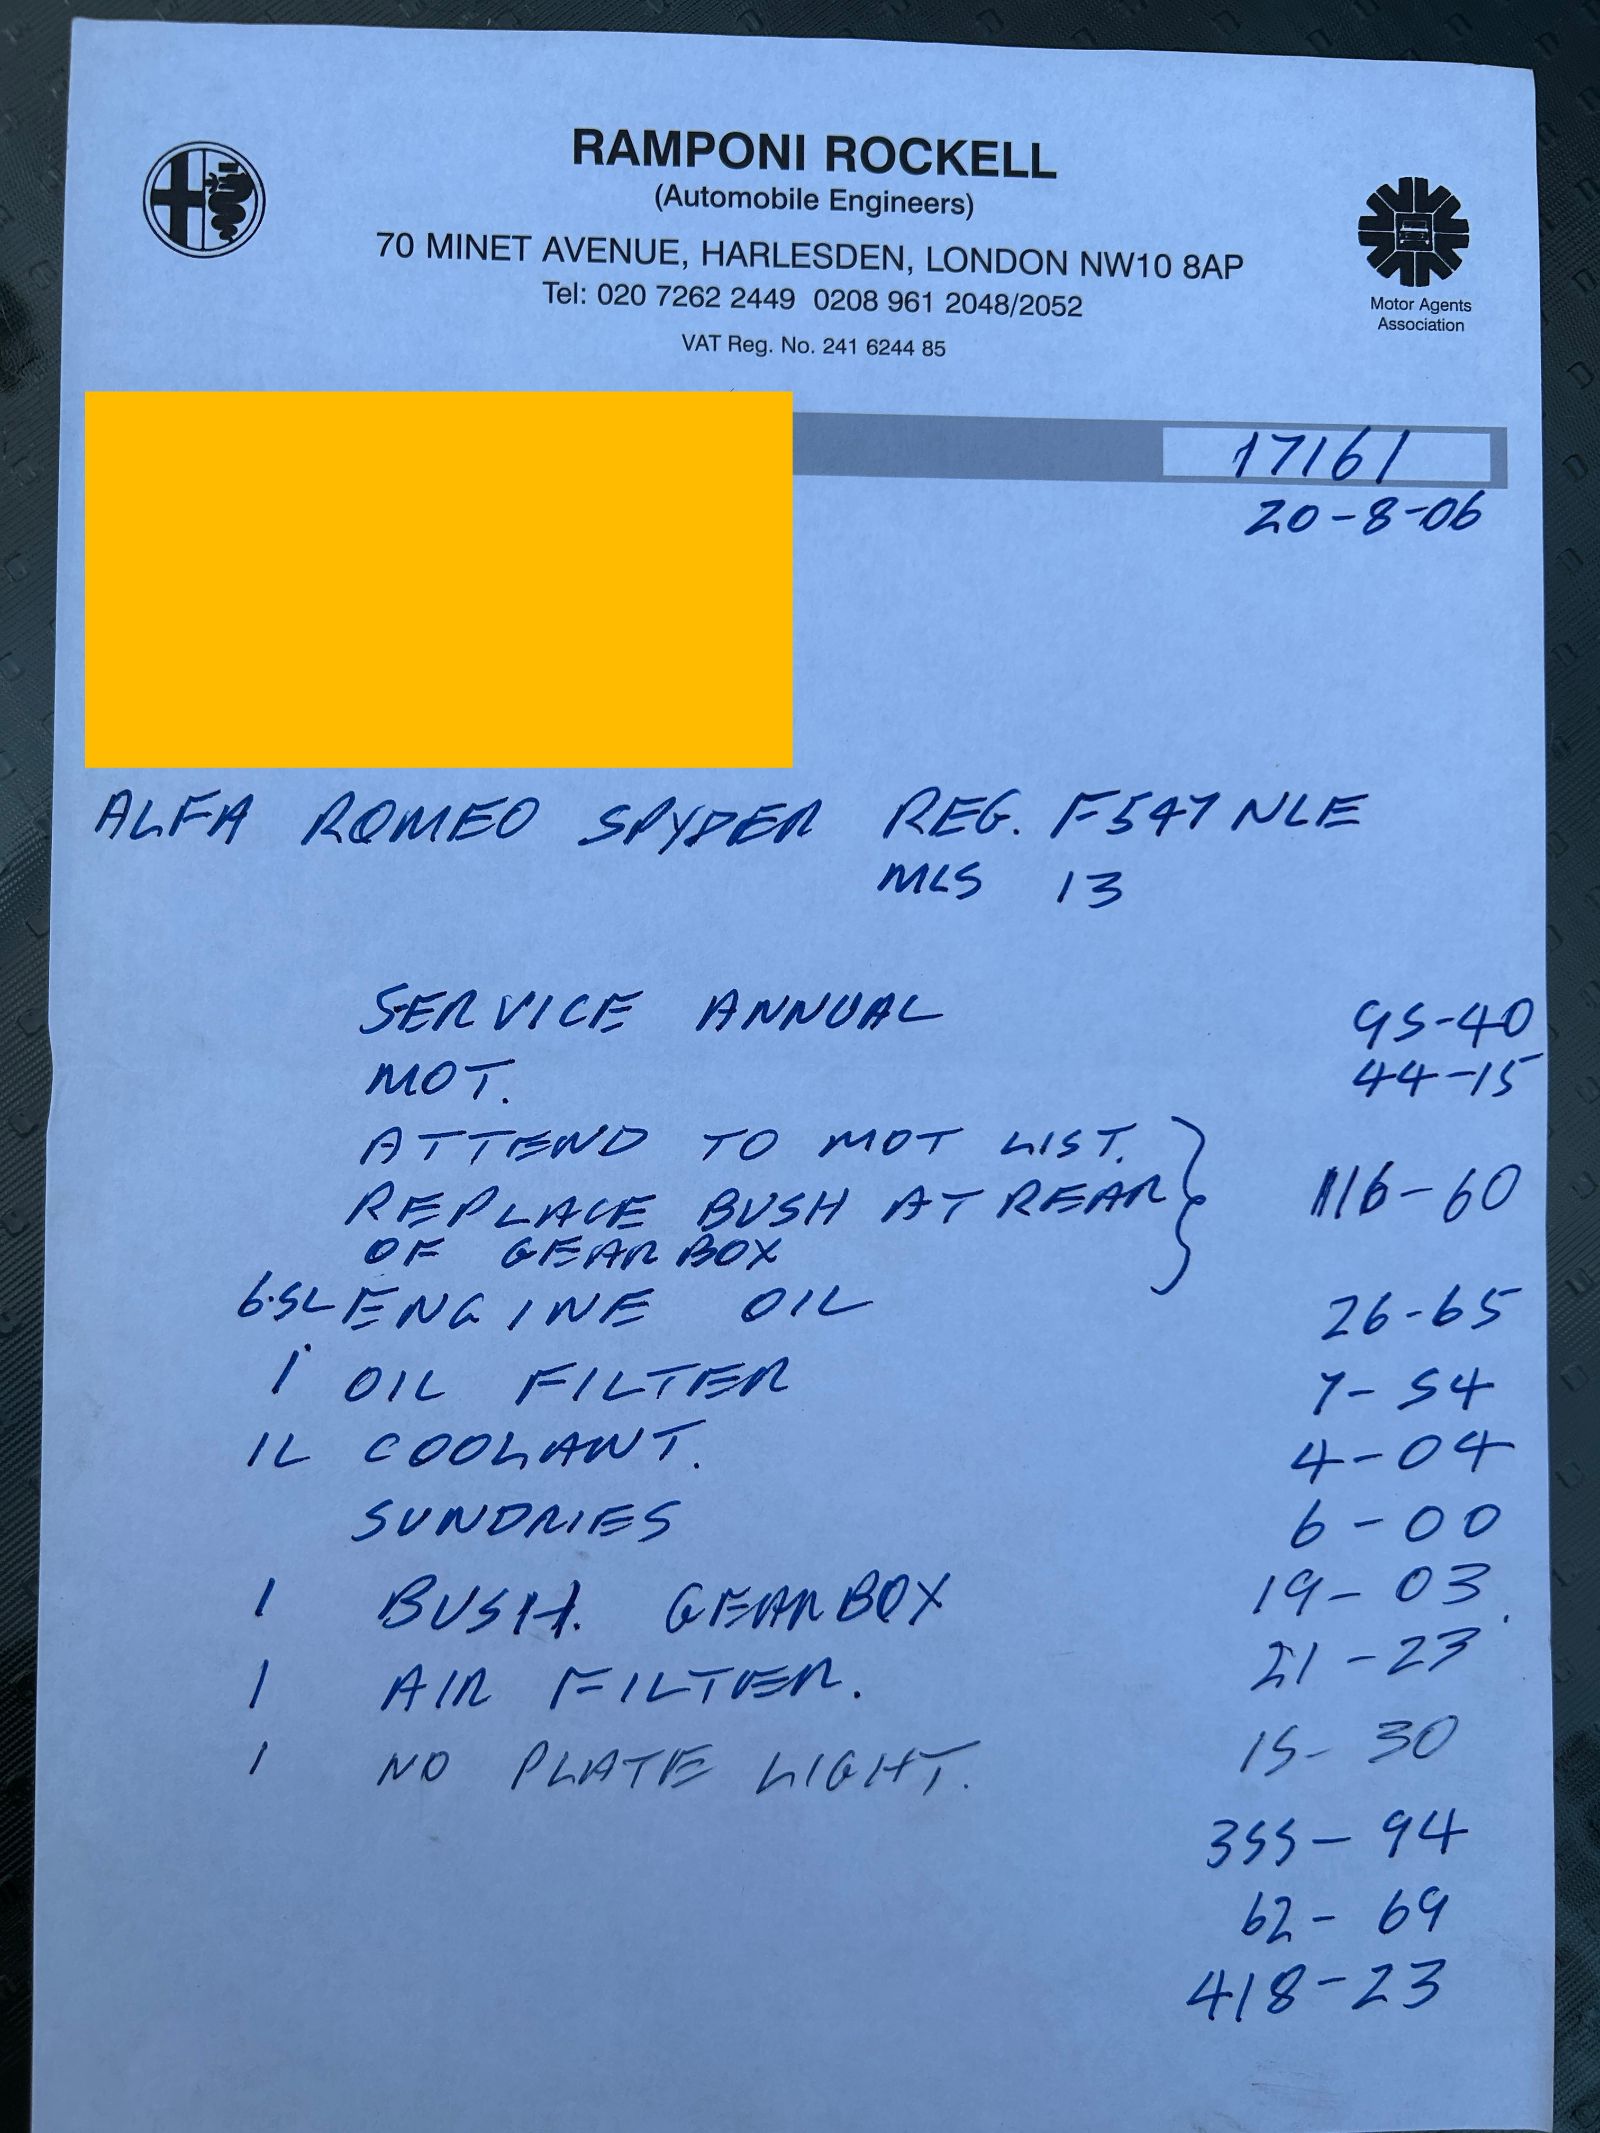 RAMPONI ROCKELL
(Automobile Engineers)
70 MINET AVENUE, HARLESDEN, LONDON NW10 8AP
Tel: 020 7262 2449 0208 961 2048/2052
VAT Reg. No. 241 6244 85
Motor Agents
Association
17161
20-8-06
ALFA ROMEO SPYDER REG. F547 NLE
MLS 13
SERVICE ANNUAL 95-40
MOT. 44-15
ATTEND TO MOT LIST.
REPLACE BUSH AT REAR 116-60
OF GEARBOX
6.5L ENGINE OIL 26-65
1 OIL FILTER 7-54
1L COOLANT. 4-04
SUNDRIES 6-00
1 BUSH. GEARBOX 19-03
1 AIR FILTER. 21-23
1 NO PLATE LIGHT. 15-30
355-94
62-69
418-23